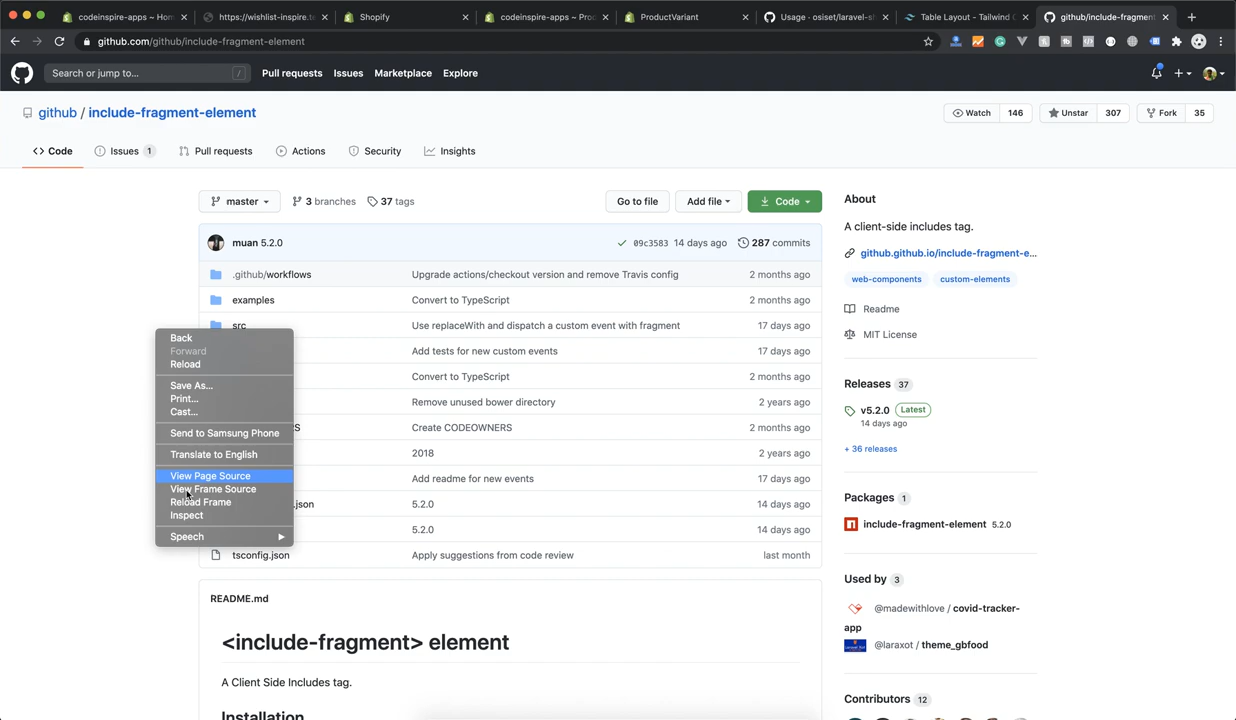 codeinspire-apps ~ Hom
https://wishlist-inspire.te
Shopify
codeinspire-apps ~ Prod
ProductVariant
Usage · osiset/laravel-sh
Table Layout - Tailwind C
github/include-fragment
github.com/github/include-fragment-element
Search or jump to...
/
Pull requests
Issues
Marketplace
Explore
github / include-fragment-element
Watch 146
Unstar 307
Fork 35
Code
Issues 1
Pull requests
Actions
Security
Insights
master
3 branches
37 tags
Go to file
Add file
Code
muan 5.2.0
09c3583 14 days ago
287 commits
.github/workflows
Upgrade actions/checkout version and remove Travis config
2 months ago
examples
Convert to TypeScript
2 months ago
src
Use replaceWith and dispatch a custom event with fragment
17 days ago
Add tests for new custom events
17 days ago
Convert to TypeScript
2 months ago
Remove unused bower directory
2 years ago
S
Create CODEOWNERS
2 months ago
2018
2 years ago
Add readme for new events
17 days ago
.json
5.2.0
14 days ago
5.2.0
14 days ago
tsconfig.json
Apply suggestions from code review
last month
Back
Forward
Reload
Save As...
Print...
Cast...
Send to Samsung Phone
Translate to English
View Page Source
View Frame Source
Reload Frame
Inspect
Speech
README.md
<include-fragment> element
A Client Side Includes tag.
Installation
About
A client-side includes tag.
github.github.io/include-fragment-e...
web-components
custom-elements
Readme
MIT License
Releases 37
v5.2.0 Latest
14 days ago
+ 36 releases
Packages 1
include-fragment-element 5.2.0
Used by 3
@madewithlove / covid-tracker-
app
@laraxot / theme_gbfood
Contributors 12